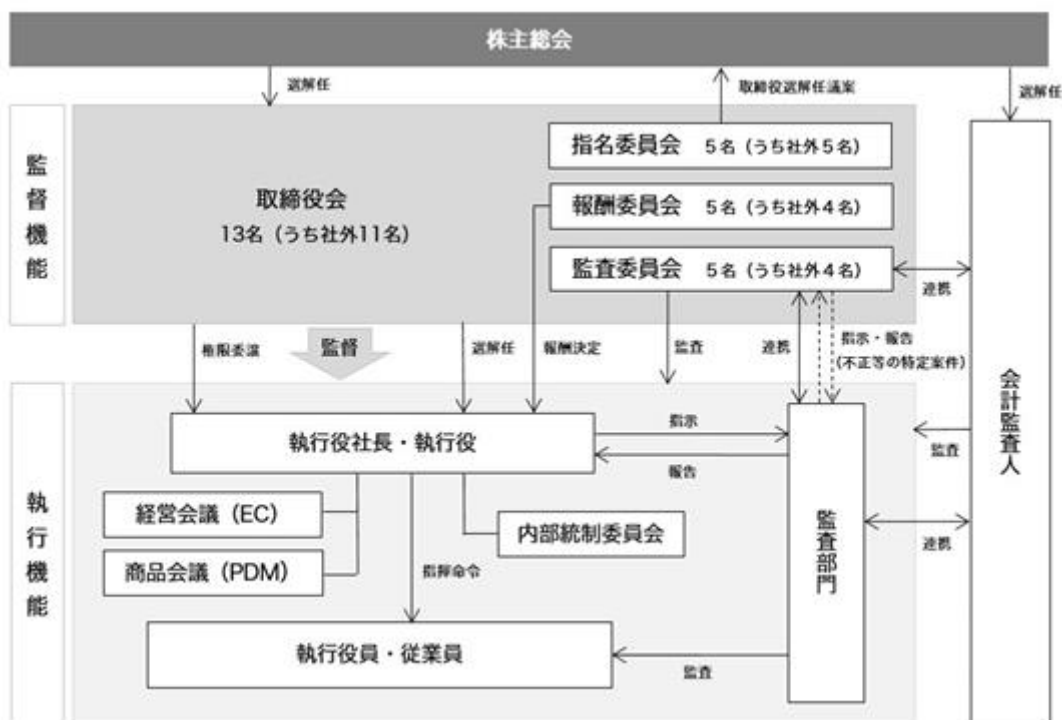 株主総会
選解任
取締役選解任議案
選解任
監督機能
取締役会
13名（うち社外11名）
指名委員会 5名（うち社外5名）
報酬委員会 5名（うち社外4名）
監査委員会 5名（うち社外4名）
連携
権限委譲
監督
選解任
報酬決定
監査
連携
指示・報告
（不正等の特定案件）
会計監査人
執行機能
執行役社長・執行役
指示
報告
監査
経営会議（EC）
商品会議（PDM）
内部統制委員会
指揮命令
監査部門
連携
執行役員・従業員
監査